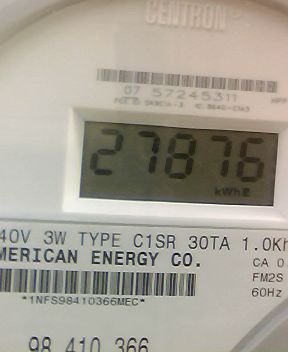 CENTRON®
07 57245311
27876
kWh
40V 3W TYPE C1SR 30TA 1.0Kh
MERICAN ENERGY CO.
CA 0.
FM2S
*1NFS98410366MEC*
60Hz
98 410 366